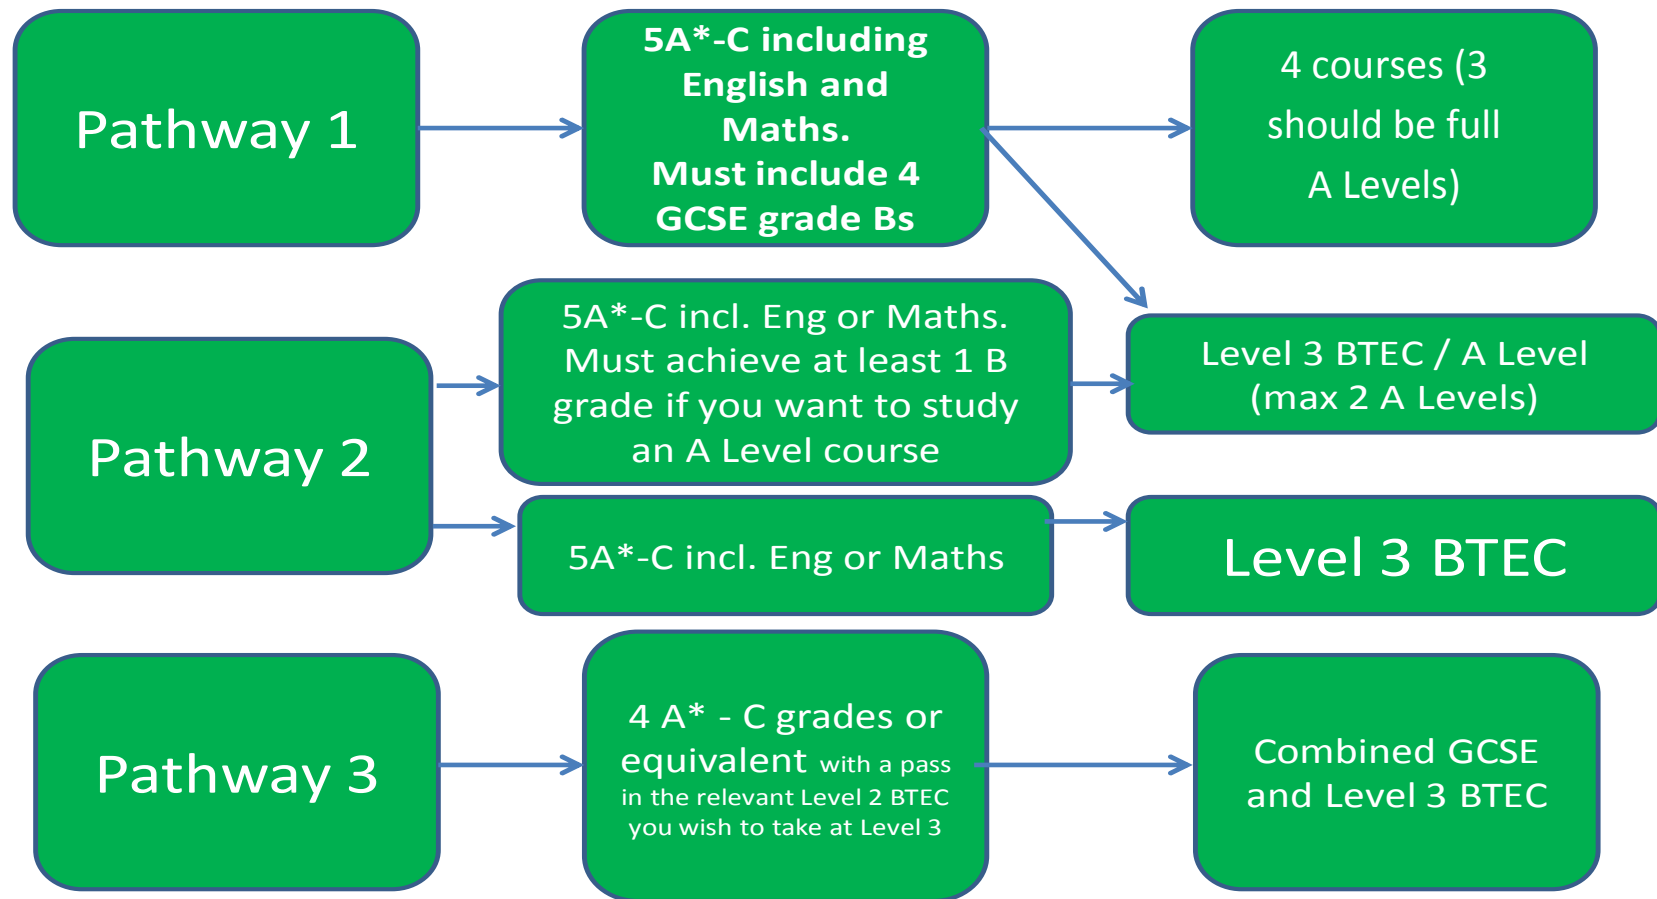 Pathway 1
5A*-C including
English and
Maths.
Must include 4
GCSE grade Bs
4 courses (3
should be full
A Levels)
Pathway 2
5A*-C incl. Eng or Maths.
Must achieve at least 1 B
grade if you want to study
an A Level course
Level 3 BTEC / A Level
(max 2 A Levels)
5A*-C incl. Eng or Maths
Level 3 BTEC
Pathway 3
4 A* - C grades or
equivalent with a pass
in the relevant Level 2 BTEC
you wish to take at Level 3
Combined GCSE
and Level 3 BTEC